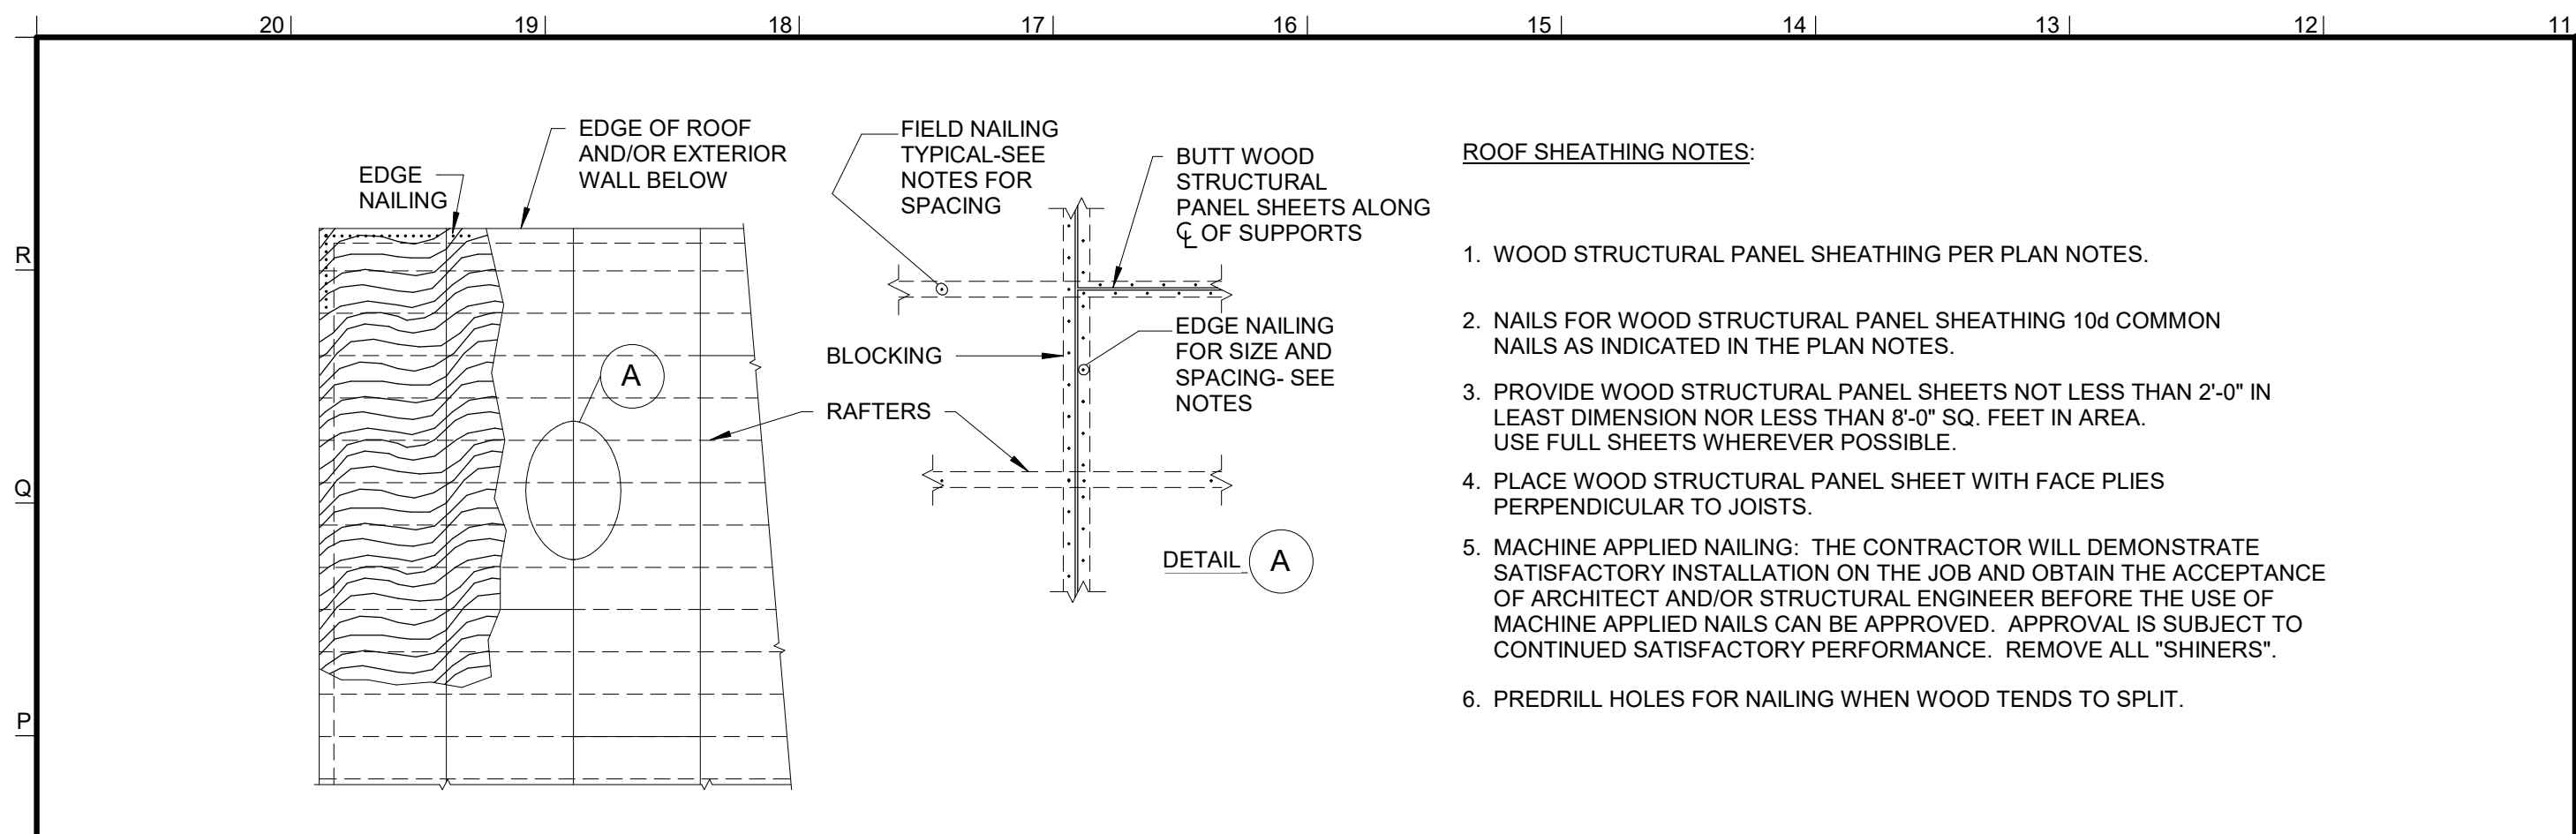 20 19 18 17 16 15 14 13 12 11
R
Q
P
EDGE
NAILING
EDGE OF ROOF
AND/OR EXTERIOR
WALL BELOW
A
FIELD NAILING
TYPICAL-SEE
NOTES FOR
SPACING
BUTT WOOD
STRUCTURAL
PANEL SHEETS ALONG
℄ OF SUPPORTS
BLOCKING
RAFTERS
EDGE NAILING
FOR SIZE AND
SPACING- SEE
NOTES
DETAIL A
ROOF SHEATHING NOTES:
1. WOOD STRUCTURAL PANEL SHEATHING PER PLAN NOTES.
2. NAILS FOR WOOD STRUCTURAL PANEL SHEATHING 10d COMMON
NAILS AS INDICATED IN THE PLAN NOTES.
3. PROVIDE WOOD STRUCTURAL PANEL SHEETS NOT LESS THAN 2'-0" IN
LEAST DIMENSION NOR LESS THAN 8'-0" SQ. FEET IN AREA.
USE FULL SHEETS WHEREVER POSSIBLE.
4. PLACE WOOD STRUCTURAL PANEL SHEET WITH FACE PLIES
PERPENDICULAR TO JOISTS.
5. MACHINE APPLIED NAILING: THE CONTRACTOR WILL DEMONSTRATE
SATISFACTORY INSTALLATION ON THE JOB AND OBTAIN THE ACCEPTANCE
OF ARCHITECT AND/OR STRUCTURAL ENGINEER BEFORE THE USE OF
MACHINE APPLIED NAILS CAN BE APPROVED. APPROVAL IS SUBJECT TO
CONTINUED SATISFACTORY PERFORMANCE. REMOVE ALL "SHINERS".
6. PREDRILL HOLES FOR NAILING WHEN WOOD TENDS TO SPLIT.